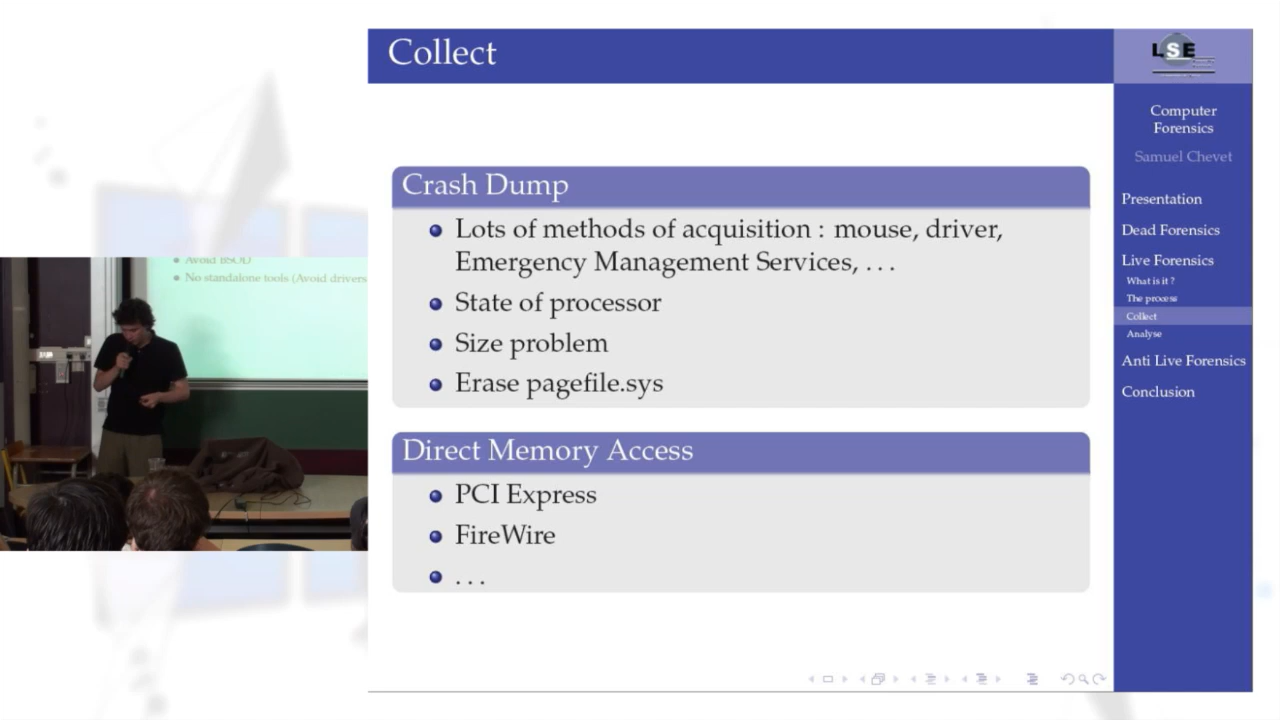 Collect
LSE
Computer
Forensics
Samuel Chevet
Presentation
Dead Forensics
Live Forensics
What is it ?
The process
Collect
Analyse
Anti Live Forensics
Conclusion
Crash Dump
Lots of methods of acquisition : mouse, driver,
Emergency Management Services, . . .
State of processor
Size problem
Erase pagefile.sys
Direct Memory Access
PCI Express
FireWire
. . .
Avoid BSOD
No standalone tools (Avoid drivers